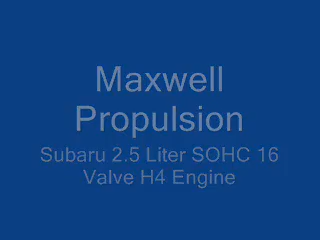 Maxwell
Propulsion
Subaru 2.5 Liter SOHC 16
Valve H4 Engine